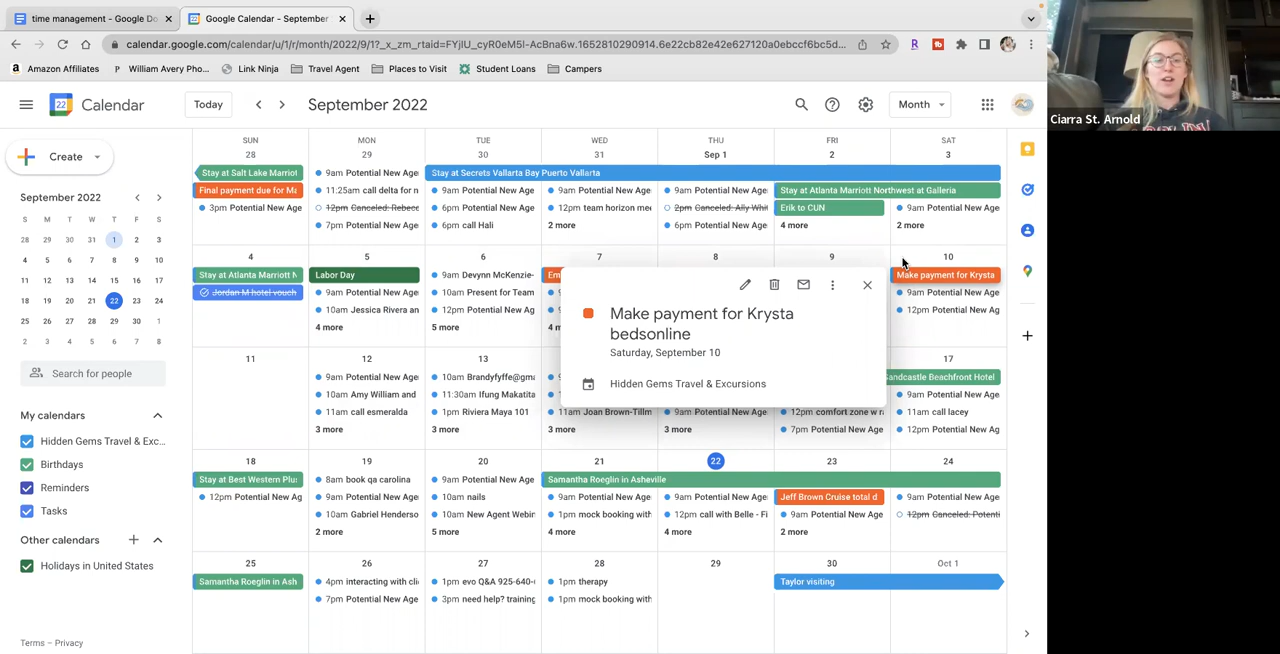 time management - Google Do
Google Calendar - September
calendar.google.com/calendar/u/1/r/month/2022/9/1?_x_zm_rtaid=FYjIU_cyR0eM5I-AcBna6w.1652810290914.6e22cb82e42e627120a0ebccf6bc5d...
Amazon Affiliates
William Avery Pho...
Link Ninja
Travel Agent
Places to Visit
Student Loans
Campers
22 Calendar
Today
September 2022
Month
Ciarra St. Arnold
Create
September 2022
S M T W T F S
28 29 30 31 1 2 3
4 5 6 7 8 9 10
11 12 13 14 15 16 17
18 19 20 21 22 23 24
25 26 27 28 29 30 1
2 3 4 5 6 7 8
Search for people
My calendars
Hidden Gems Travel & Exc...
Birthdays
Reminders
Tasks
Other calendars
Holidays in United States
Terms – Privacy
SUN MON TUE WED THU FRI SAT
28 29 30 31 Sep 1 2 3
Stay at Salt Lake Marriot
9am Potential New Age
Stay at Secrets Vallarta Bay Puerto Vallarta
Final payment due for Ma
11:25am call delta for n
9am Potential New Age
9am Potential New Age
9am Potential New Age
Stay at Atlanta Marriott Northwest at Galleria
3pm Potential New Age
12pm Canceled: Rebec
6pm Potential New Age
12pm team horizon me
2pm Canceled: Ally Whi
Erik to CUN
9am Potential New Ag
7pm Potential New Age
6pm call Hali
2 more
6pm Potential New Age
4 more
2 more
4 5 6 7 8 9 10
Stay at Atlanta Marriott N
Labor Day
9am Devynn McKenzie-
Em
Make payment for Krysta
Jordan M hotel vouch
9am Potential New Age
10am Present for Team
9am Potential New Ag
10am Jessica Rivera an
12pm Potential New Ag
12pm Potential New Ag
4 more
5 more
4 m
Make payment for Krysta
bedsonline
Saturday, September 10
Hidden Gems Travel & Excursions
11 12 13 17
9am Potential New Age
10am Brandyfyffe@gma
andcastle Beachfront Hotel
10am Amy William and
11:30am Ifung Makatita
9am Potential New Ag
11am call esmeralda
1pm Riviera Maya 101
11am Joan Brown-Tillm
9am Potential New Age
12pm comfort zone w r
11am call lacey
3 more
3 more
3 more
3 more
7pm Potential New Age
12pm Potential New Ag
18 19 20 21 22 23 24
Stay at Best Western Plu
8am book qa carolina
9am Potential New Age
Samantha Roeglin in Asheville
12pm Potential New Ag
9am Potential New Age
10am nails
9am Potential New Age
9am Potential New Age
Jeff Brown Cruise total d
9am Potential New Ag
10am Gabriel Henderso
10am New Agent Webin
1pm mock booking with
12pm call with Belle - Fi
9am Potential New Age
12pm Canceled: Potenti
2 more
5 more
4 more
4 more
2 more
25 26 27 28 29 30 Oct 1
Samantha Roeglin in Ash
4pm interacting with cli
1pm evo Q&A 925-640-
1pm therapy
Taylor visiting
7pm Potential New Age
3pm need help? training
1pm mock booking with